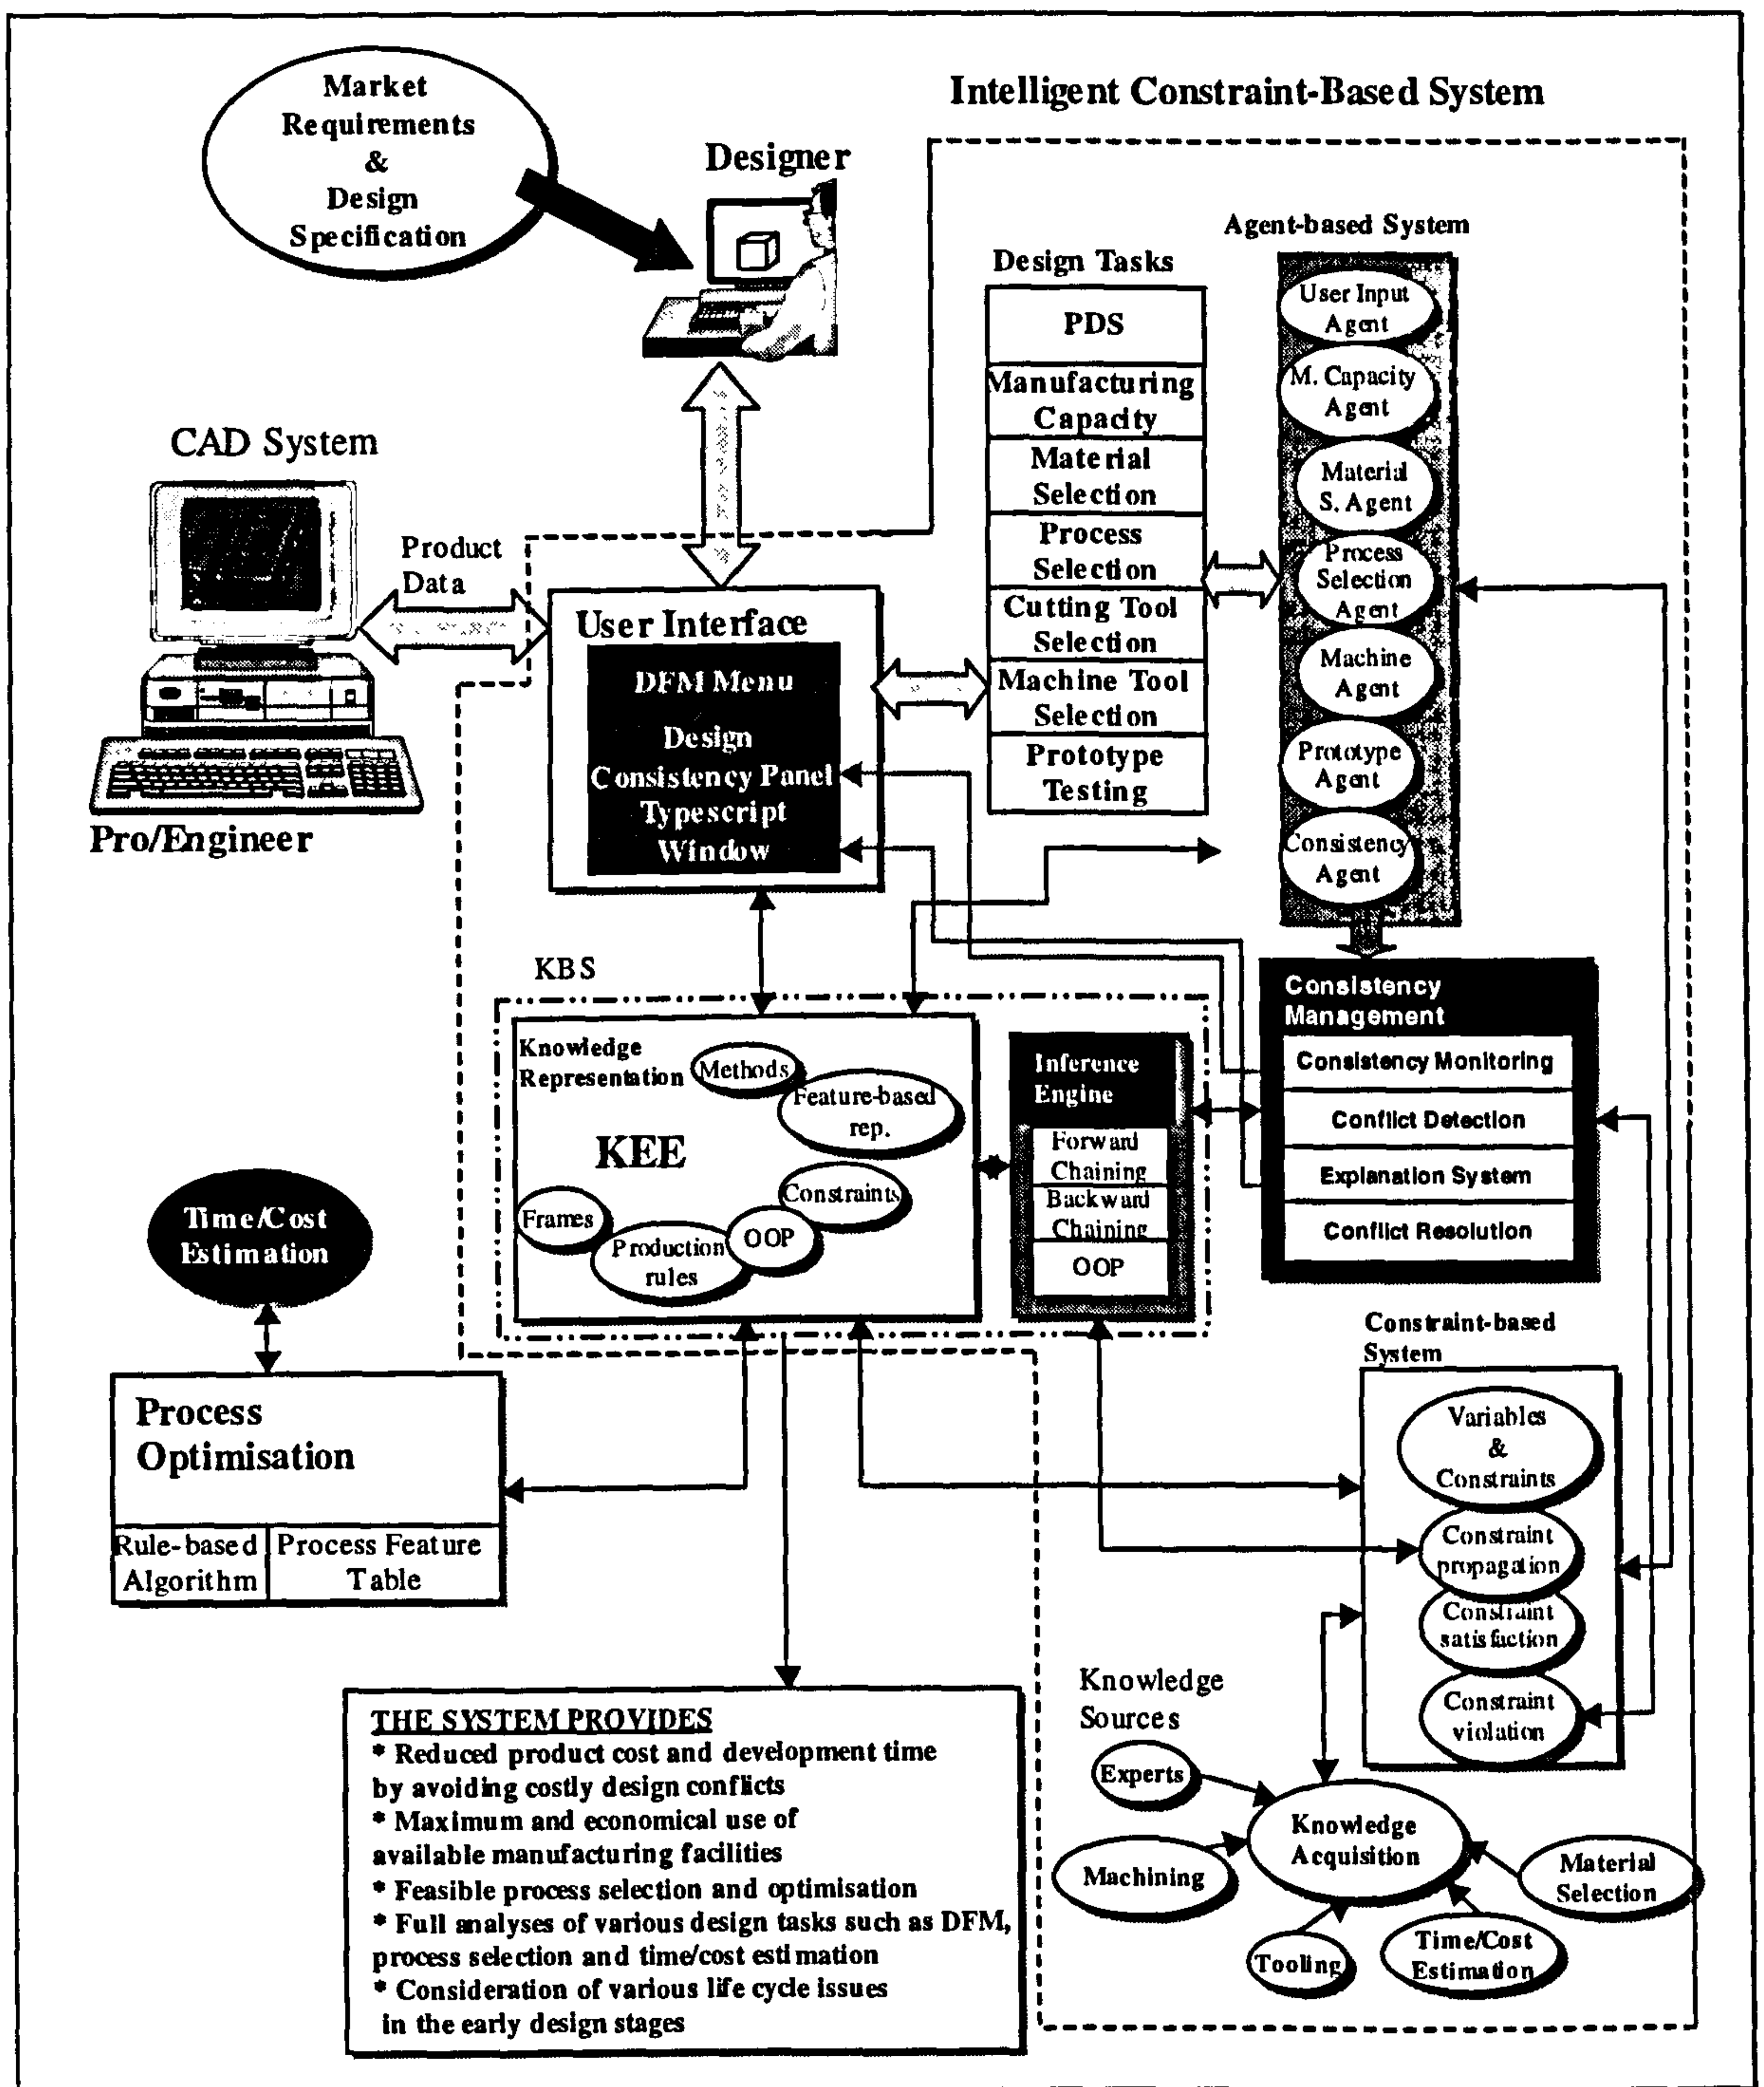 Market
Requirements
&
Design
Specification
Intelligent Constraint-Based System
Designer
Agent-based System
Design Tasks
PDS
Manufacturing
Capacity
Material
Selection
Process
Selection
Cutting Tool
Selection
Machine Tool
Selection
Prototype
Testing
User Input
Agent
M. Capacity
Agent
Material
S. Agent
Process
Selection
Agent
Machine
Agent
Prototype
Agent
Consistency
Agent
CAD System
Product
Data
Pro/Engineer
User Interface
DFM Menu
Design
Consistency Panel
Typescript
Window
KBS
Knowledge
Representation
KEE
Methods
Feature-based
rep.
Constraints
Frames
Production
rules
OOP
Inference
Engine
Forward
Chaining
Backward
Chaining
OOP
Consistency
Management
Consistency Monitoring
Conflict Detection
Explanation System
Conflict Resolution
Time/Cost
Estimation
Process
Optimisation
Rule-based
Algorithm
Process Feature
Table
Constraint-based
System
Variables
&
Constraints
Constraint
propagation
Constraint
satisfaction
Constraint
violation
THE SYSTEM PROVIDES
* Reduced product cost and development time
by avoiding costly design conflicts
* Maximum and economical use of
available manufacturing facilities
* Feasible process selection and optimisation
* Full analyses of various design tasks such as DFM,
process selection and time/cost estimation
* Consideration of various life cycle issues
in the early design stages
Knowledge
Sources
Experts
Machining
Tooling
Knowledge
Acquisition
Time/Cost
Estimation
Material
Selection